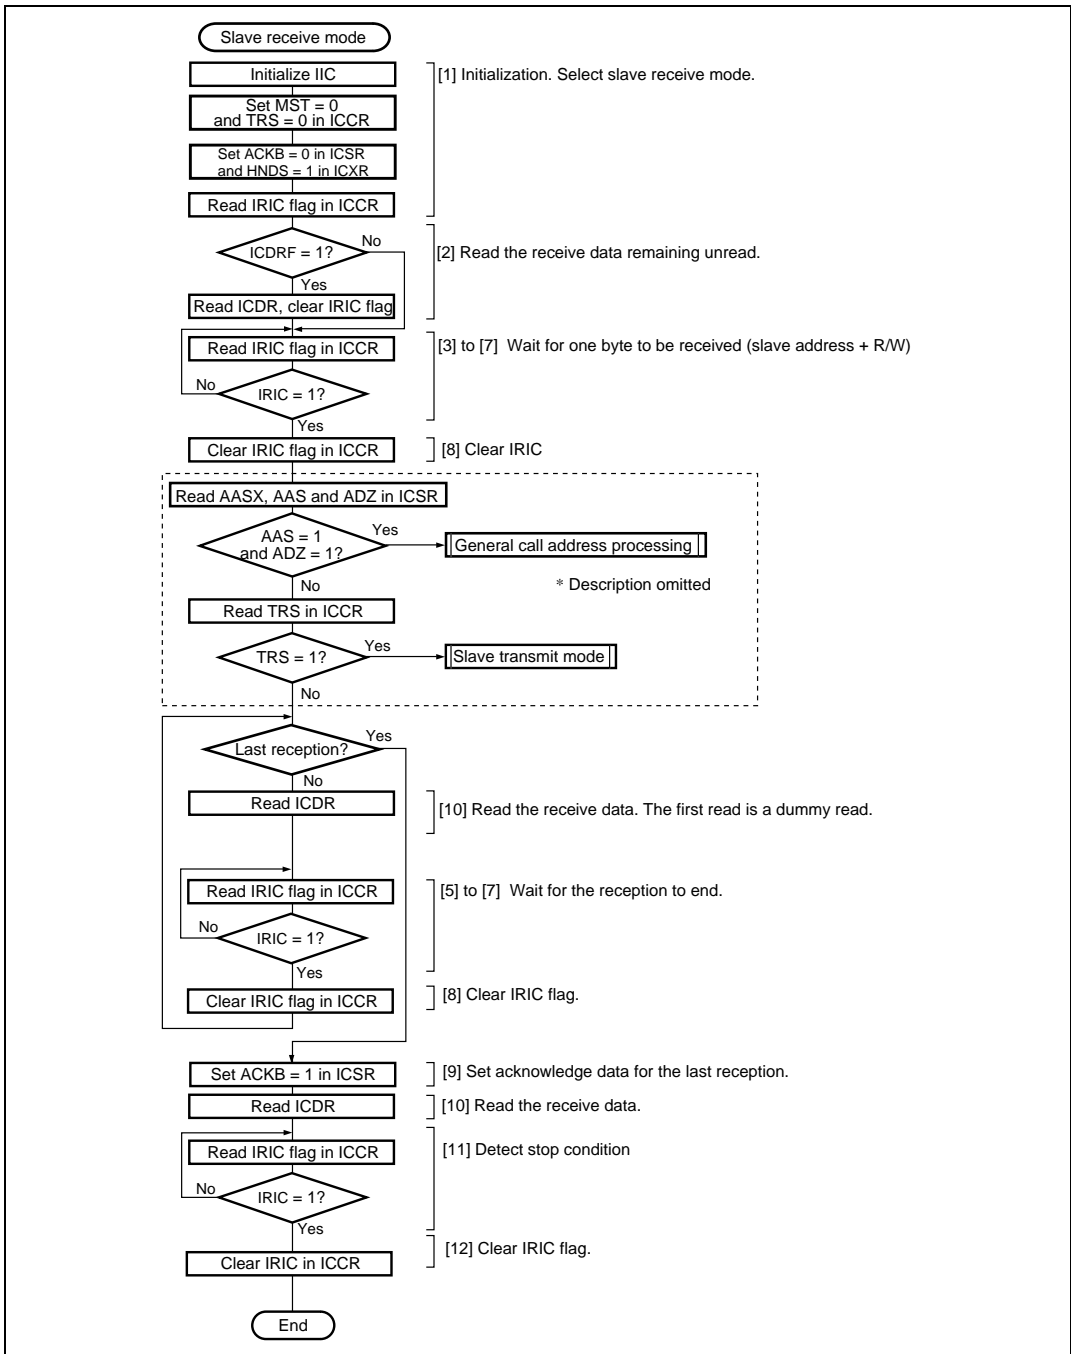 Slave receive mode
Initialize IIC
[1] Initialization. Select slave receive mode.
Set MST = 0
and TRS = 0 in ICCR
Set ACKB = 0 in ICSR
and HNDS = 1 in ICXR
Read IRIC flag in ICCR
No
ICDRF = 1?
[2] Read the receive data remaining unread.
Yes
Read ICDR, clear IRIC flag
Read IRIC flag in ICCR
[3] to [7] Wait for one byte to be received (slave address + R/W)
No
IRIC = 1?
Yes
Clear IRIC flag in ICCR
[8] Clear IRIC
Read AASX, AAS and ADZ in ICSR
AAS = 1
and ADZ = 1?
Yes
General call address processing
No
* Description omitted
Read TRS in ICCR
TRS = 1?
Yes
Slave transmit mode
No
Last reception?
Yes
No
Read ICDR
[10] Read the receive data. The first read is a dummy read.
Read IRIC flag in ICCR
[5] to [7] Wait for the reception to end.
No
IRIC = 1?
Yes
Clear IRIC flag in ICCR
[8] Clear IRIC flag.
Set ACKB = 1 in ICSR
[9] Set acknowledge data for the last reception.
Read ICDR
[10] Read the receive data.
Read IRIC flag in ICCR
[11] Detect stop condition
No
IRIC = 1?
Yes
Clear IRIC in ICCR
[12] Clear IRIC flag.
End